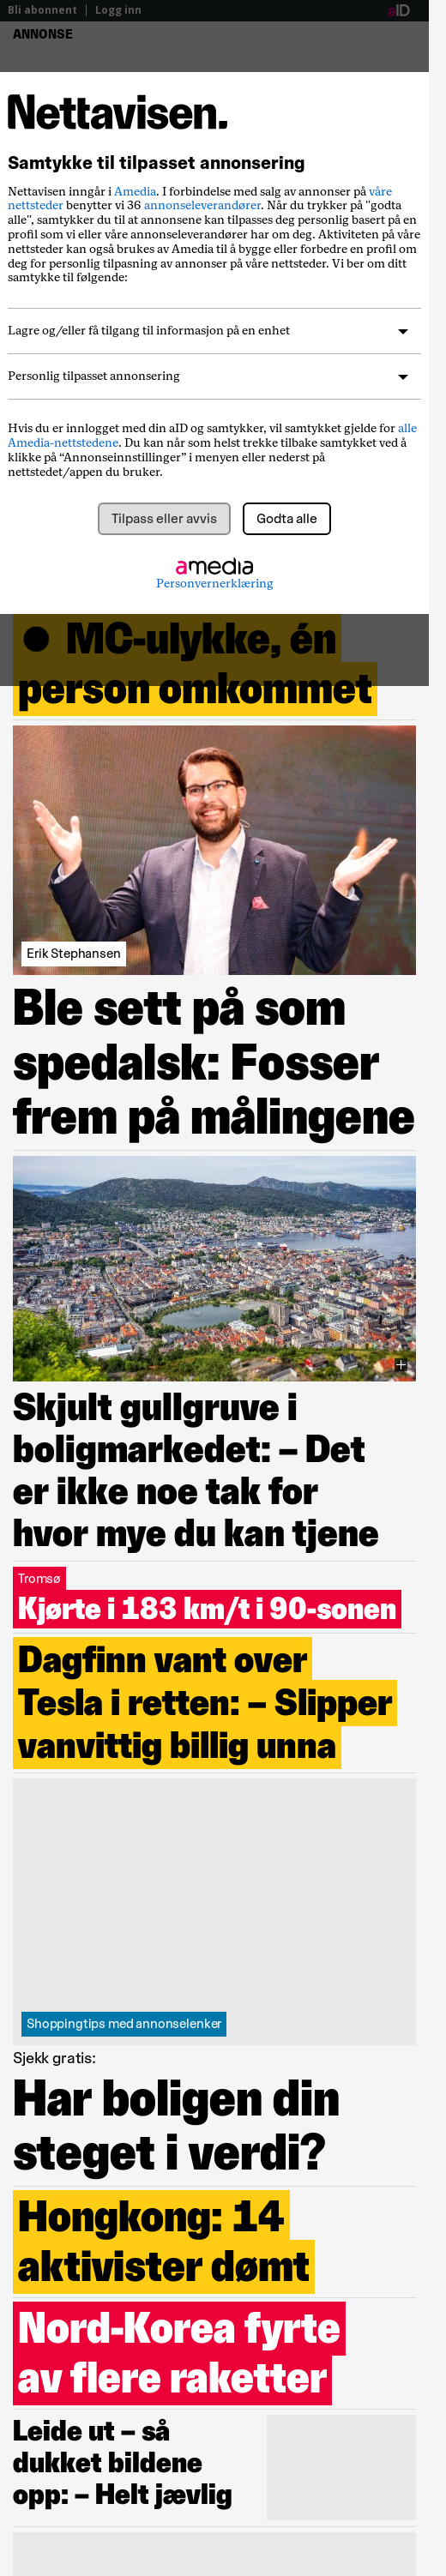 Bli abonnent | Logg inn
aID
ANNONSE
Nettavisen.
Samtykke til tilpasset annonsering
Nettavisen inngår i Amedia. I forbindelse med salg av annonser på våre
nettsteder benytter vi 36 annonseleverandører. Når du trykker på "godta
alle", samtykker du til at annonsene kan tilpasses deg personlig basert på en
profil som vi eller våre annonseleverandører har om deg. Aktiviteten på våre
nettsteder kan også brukes av Amedia til å bygge eller forbedre en profil om
deg for personlig tilpasning av annonser på våre nettsteder. Vi ber om ditt
samtykke til følgende:
Lagre og/eller få tilgang til informasjon på en enhet
Personlig tilpasset annonsering
Hvis du er innlogget med din aID og samtykker, vil samtykket gjelde for alle
Amedia-nettstedene. Du kan når som helst trekke tilbake samtykket ved å
klikke på “Annonseinnstillinger” i menyen eller nederst på
nettstedet/appen du bruker.
Tilpass eller avvis
Godta alle
amedia
Personvernerklæring
● MC-ulykke, én
person omkommet
Erik Stephansen
Ble sett på som
spedalsk: Fosser
frem på målingene
Skjult gullgruve i
boligmarkedet: – Det
er ikke noe tak for
hvor mye du kan tjene
Tromsø
Kjørte i 183 km/t i 90-sonen
Dagfinn vant over
Tesla i retten: – Slipper
vanvittig billig unna
Shoppingtips med annonselenker
Sjekk gratis:
Har boligen din
steget i verdi?
Hongkong: 14
aktivister dømt
Nord-Korea fyrte
av flere raketter
Leide ut – så
dukket bildene
opp: – Helt jævlig